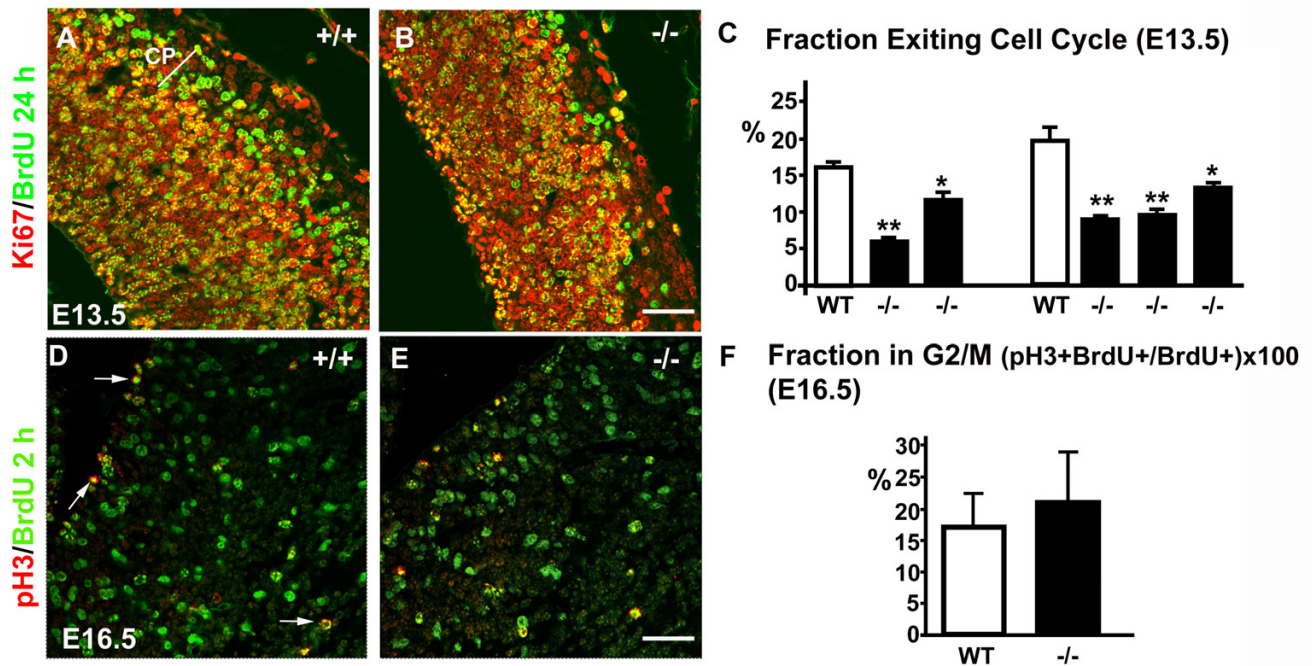 A
CP
+/+
B
-/-
Ki67/BrdU 24 h
E13.5
C Fraction Exiting Cell Cycle (E13.5)
%
25
20
15
10
5
0
**
*
**
**
*
WT
-/-
-/-
WT
-/-
-/-
-/-
D
+/+
E
-/-
pH3/BrdU 2 h
E16.5
F Fraction in G2/M (pH3+BrdU+/BrdU+)x100
(E16.5)
%
30
25
20
15
10
5
0
WT
-/-